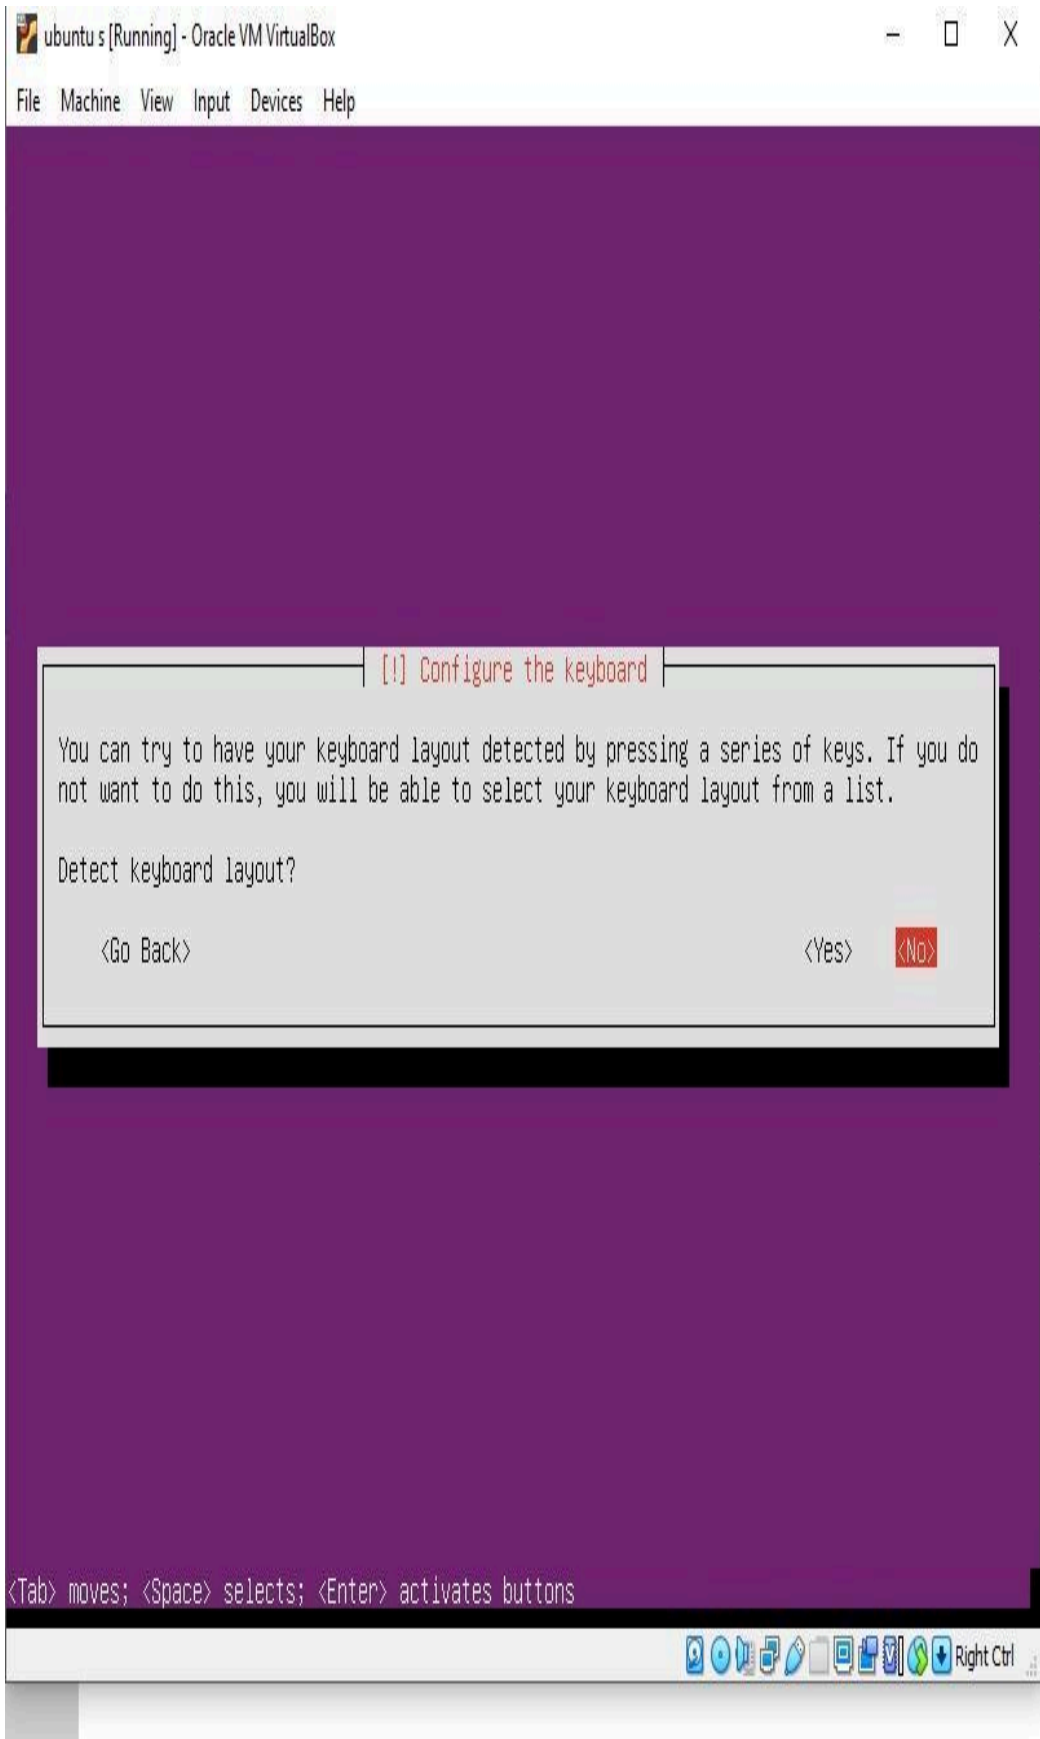 ubuntu s [Running] - Oracle VM VirtualBox
File Machine View Input Devices Help
[!] Configure the keyboard
You can try to have your keyboard layout detected by pressing a series of keys. If you do
not want to do this, you will be able to select your keyboard layout from a list.
Detect keyboard layout?
<Go Back> <Yes> <No>
<Tab> moves; <Space> selects; <Enter> activates buttons
Right Ctrl